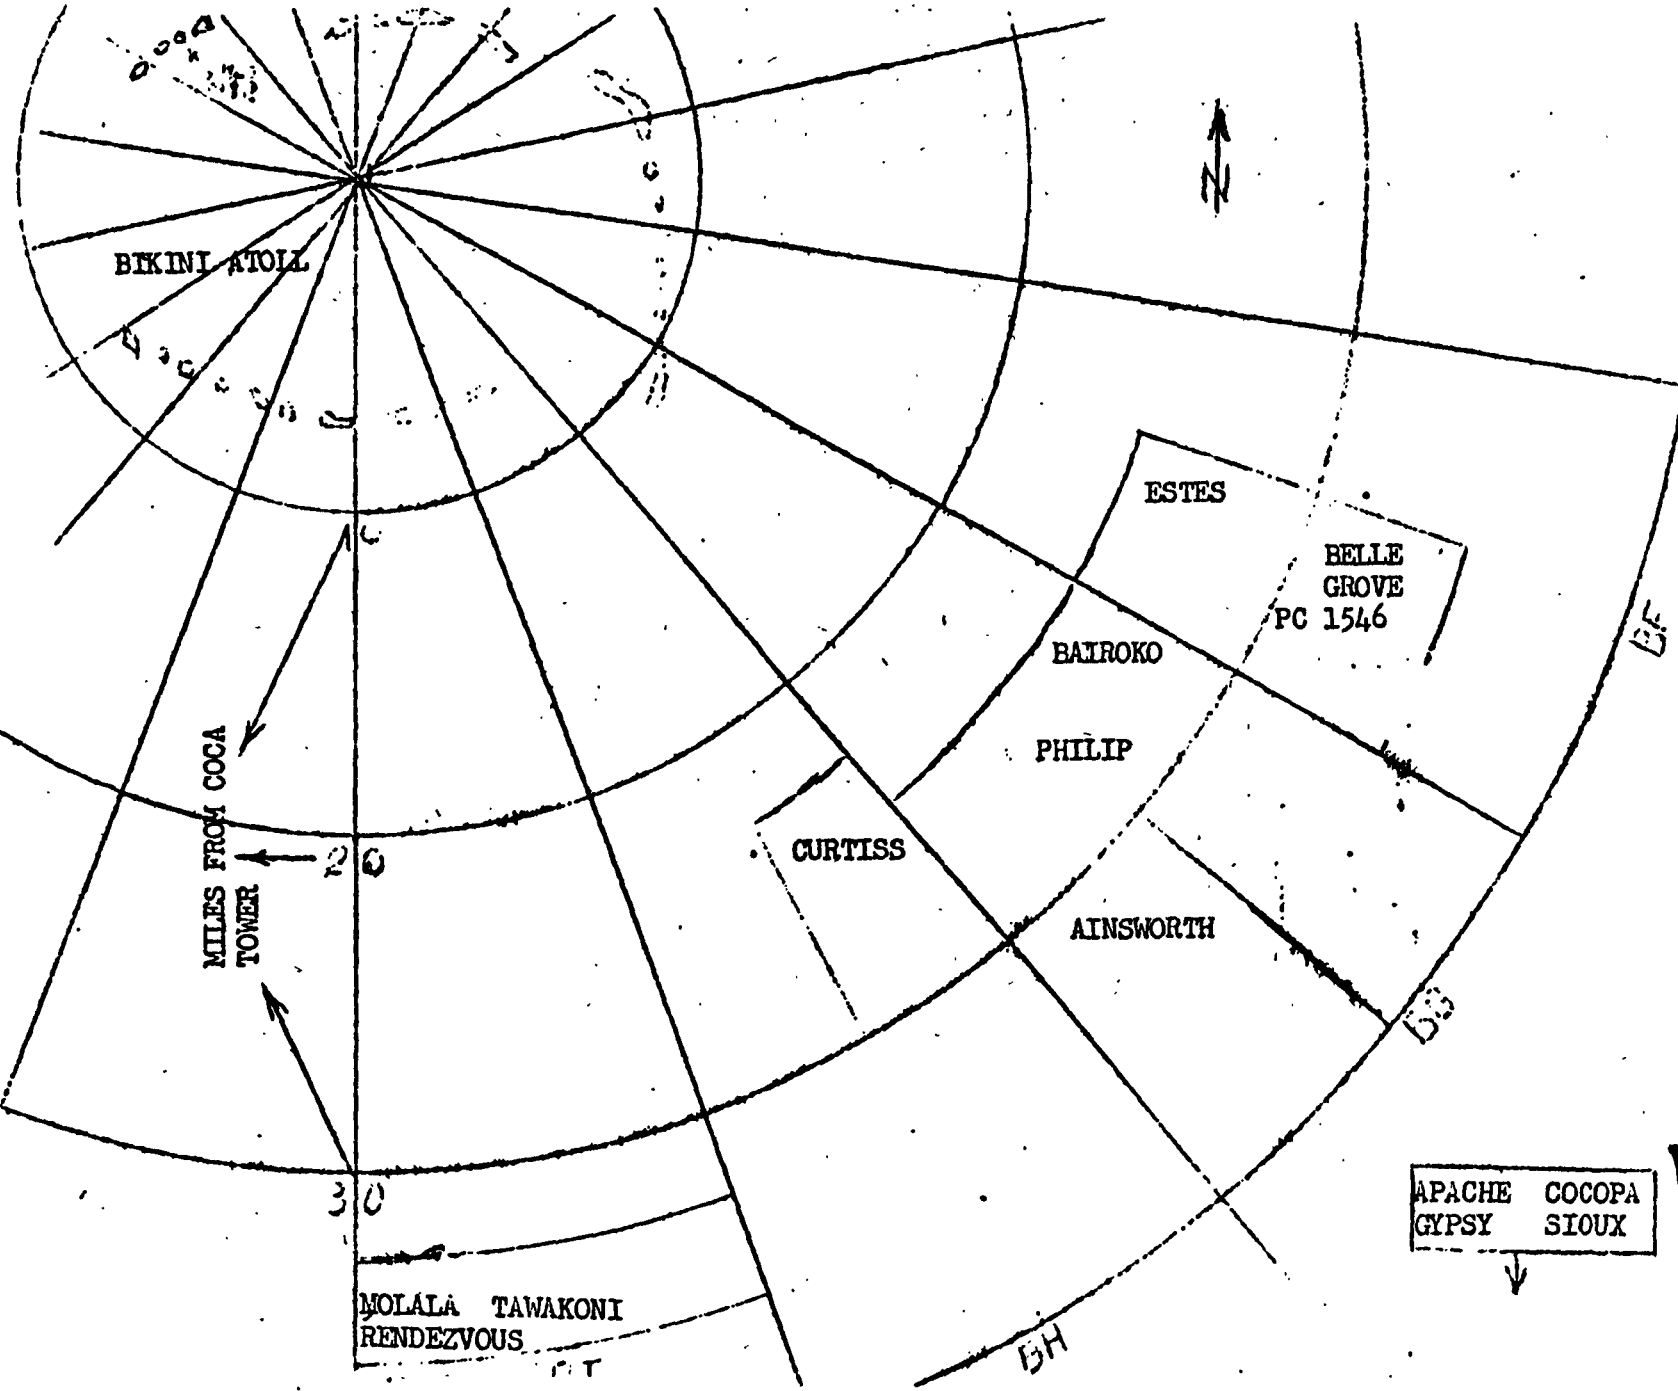 N
BIKINI ATOLL
ESTES
BELLE
GROVE
PC 1546
BE
BAIROKO
PHILIP
MILES FROM COCA
TOWER
20
CURTISS
AINSWORTH
30
APACHE COCOPA
GYPSY SIOUX
MOLALA TAWAKONI
RENDEZVOUS
BH